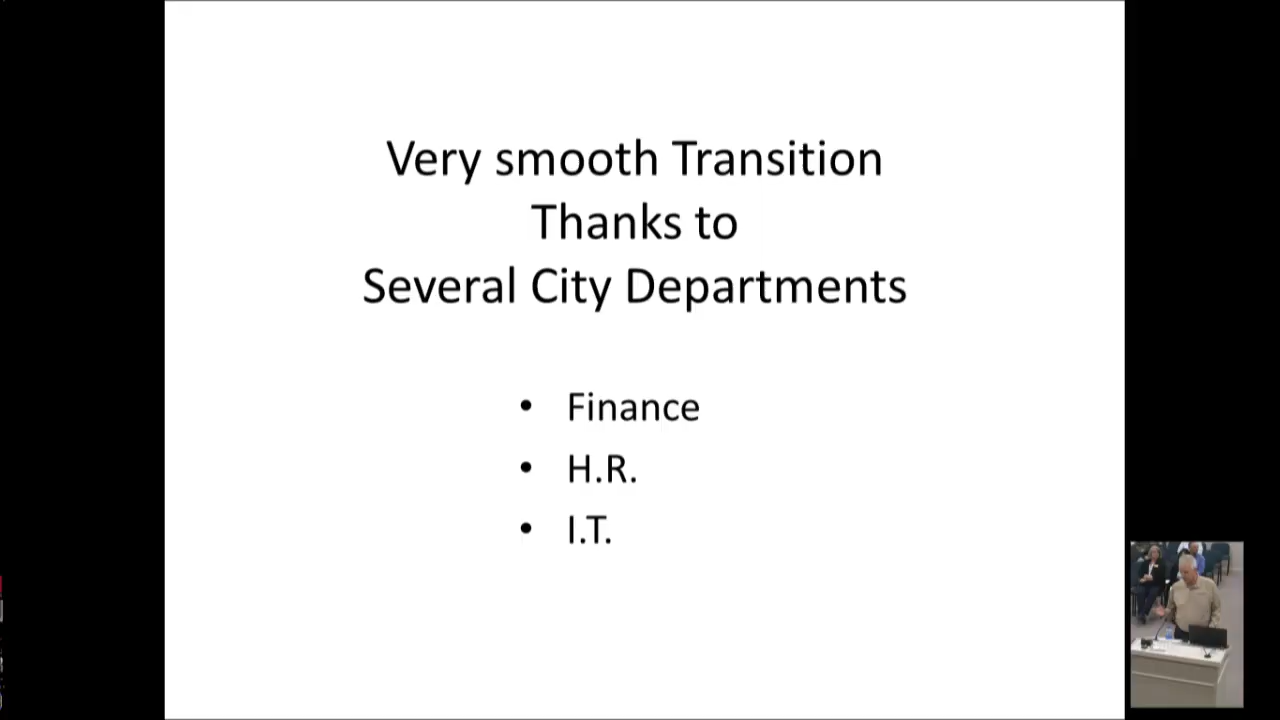 Very smooth Transition
Thanks to
Several City Departments
• Finance
• H.R.
• I.T.